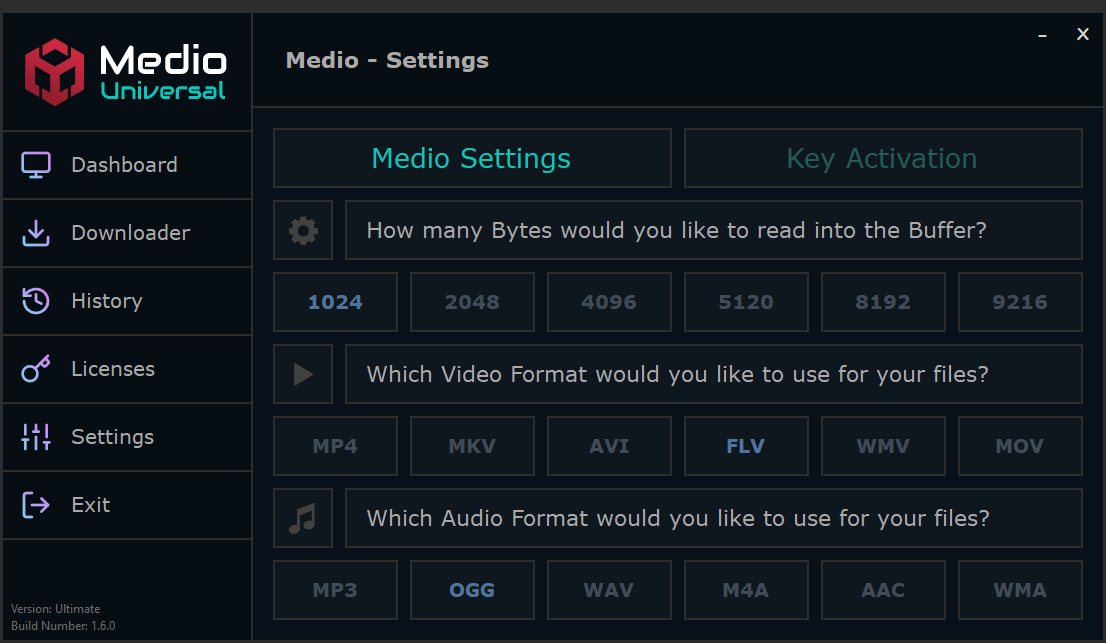 Medio
Universal
Medio - Settings
– X
Dashboard
Downloader
History
Licenses
Settings
Exit
Version: Ultimate
Build Number: 1.6.0
Medio Settings
Key Activation
How many Bytes would you like to read into the Buffer?
1024 2048 4096 5120 8192 9216
Which Video Format would you like to use for your files?
MP4 MKV AVI FLV WMV MOV
Which Audio Format would you like to use for your files?
MP3 OGG WAV M4A AAC WMA